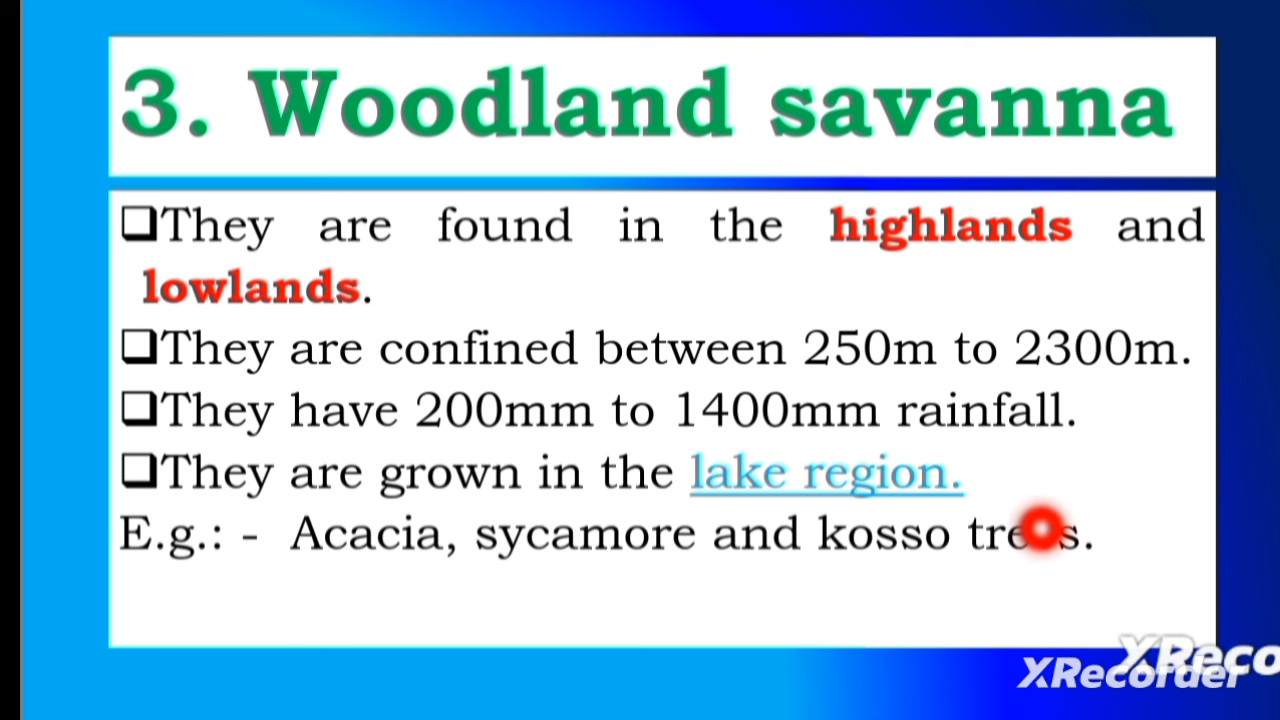 3. Woodland savanna
❑They are found in the highlands and
lowlands.
❑They are confined between 250m to 2300m.
❑They have 200mm to 1400mm rainfall.
❑They are grown in the lake region.
E.g.: - Acacia, sycamore and kosso trees.
XRecorder